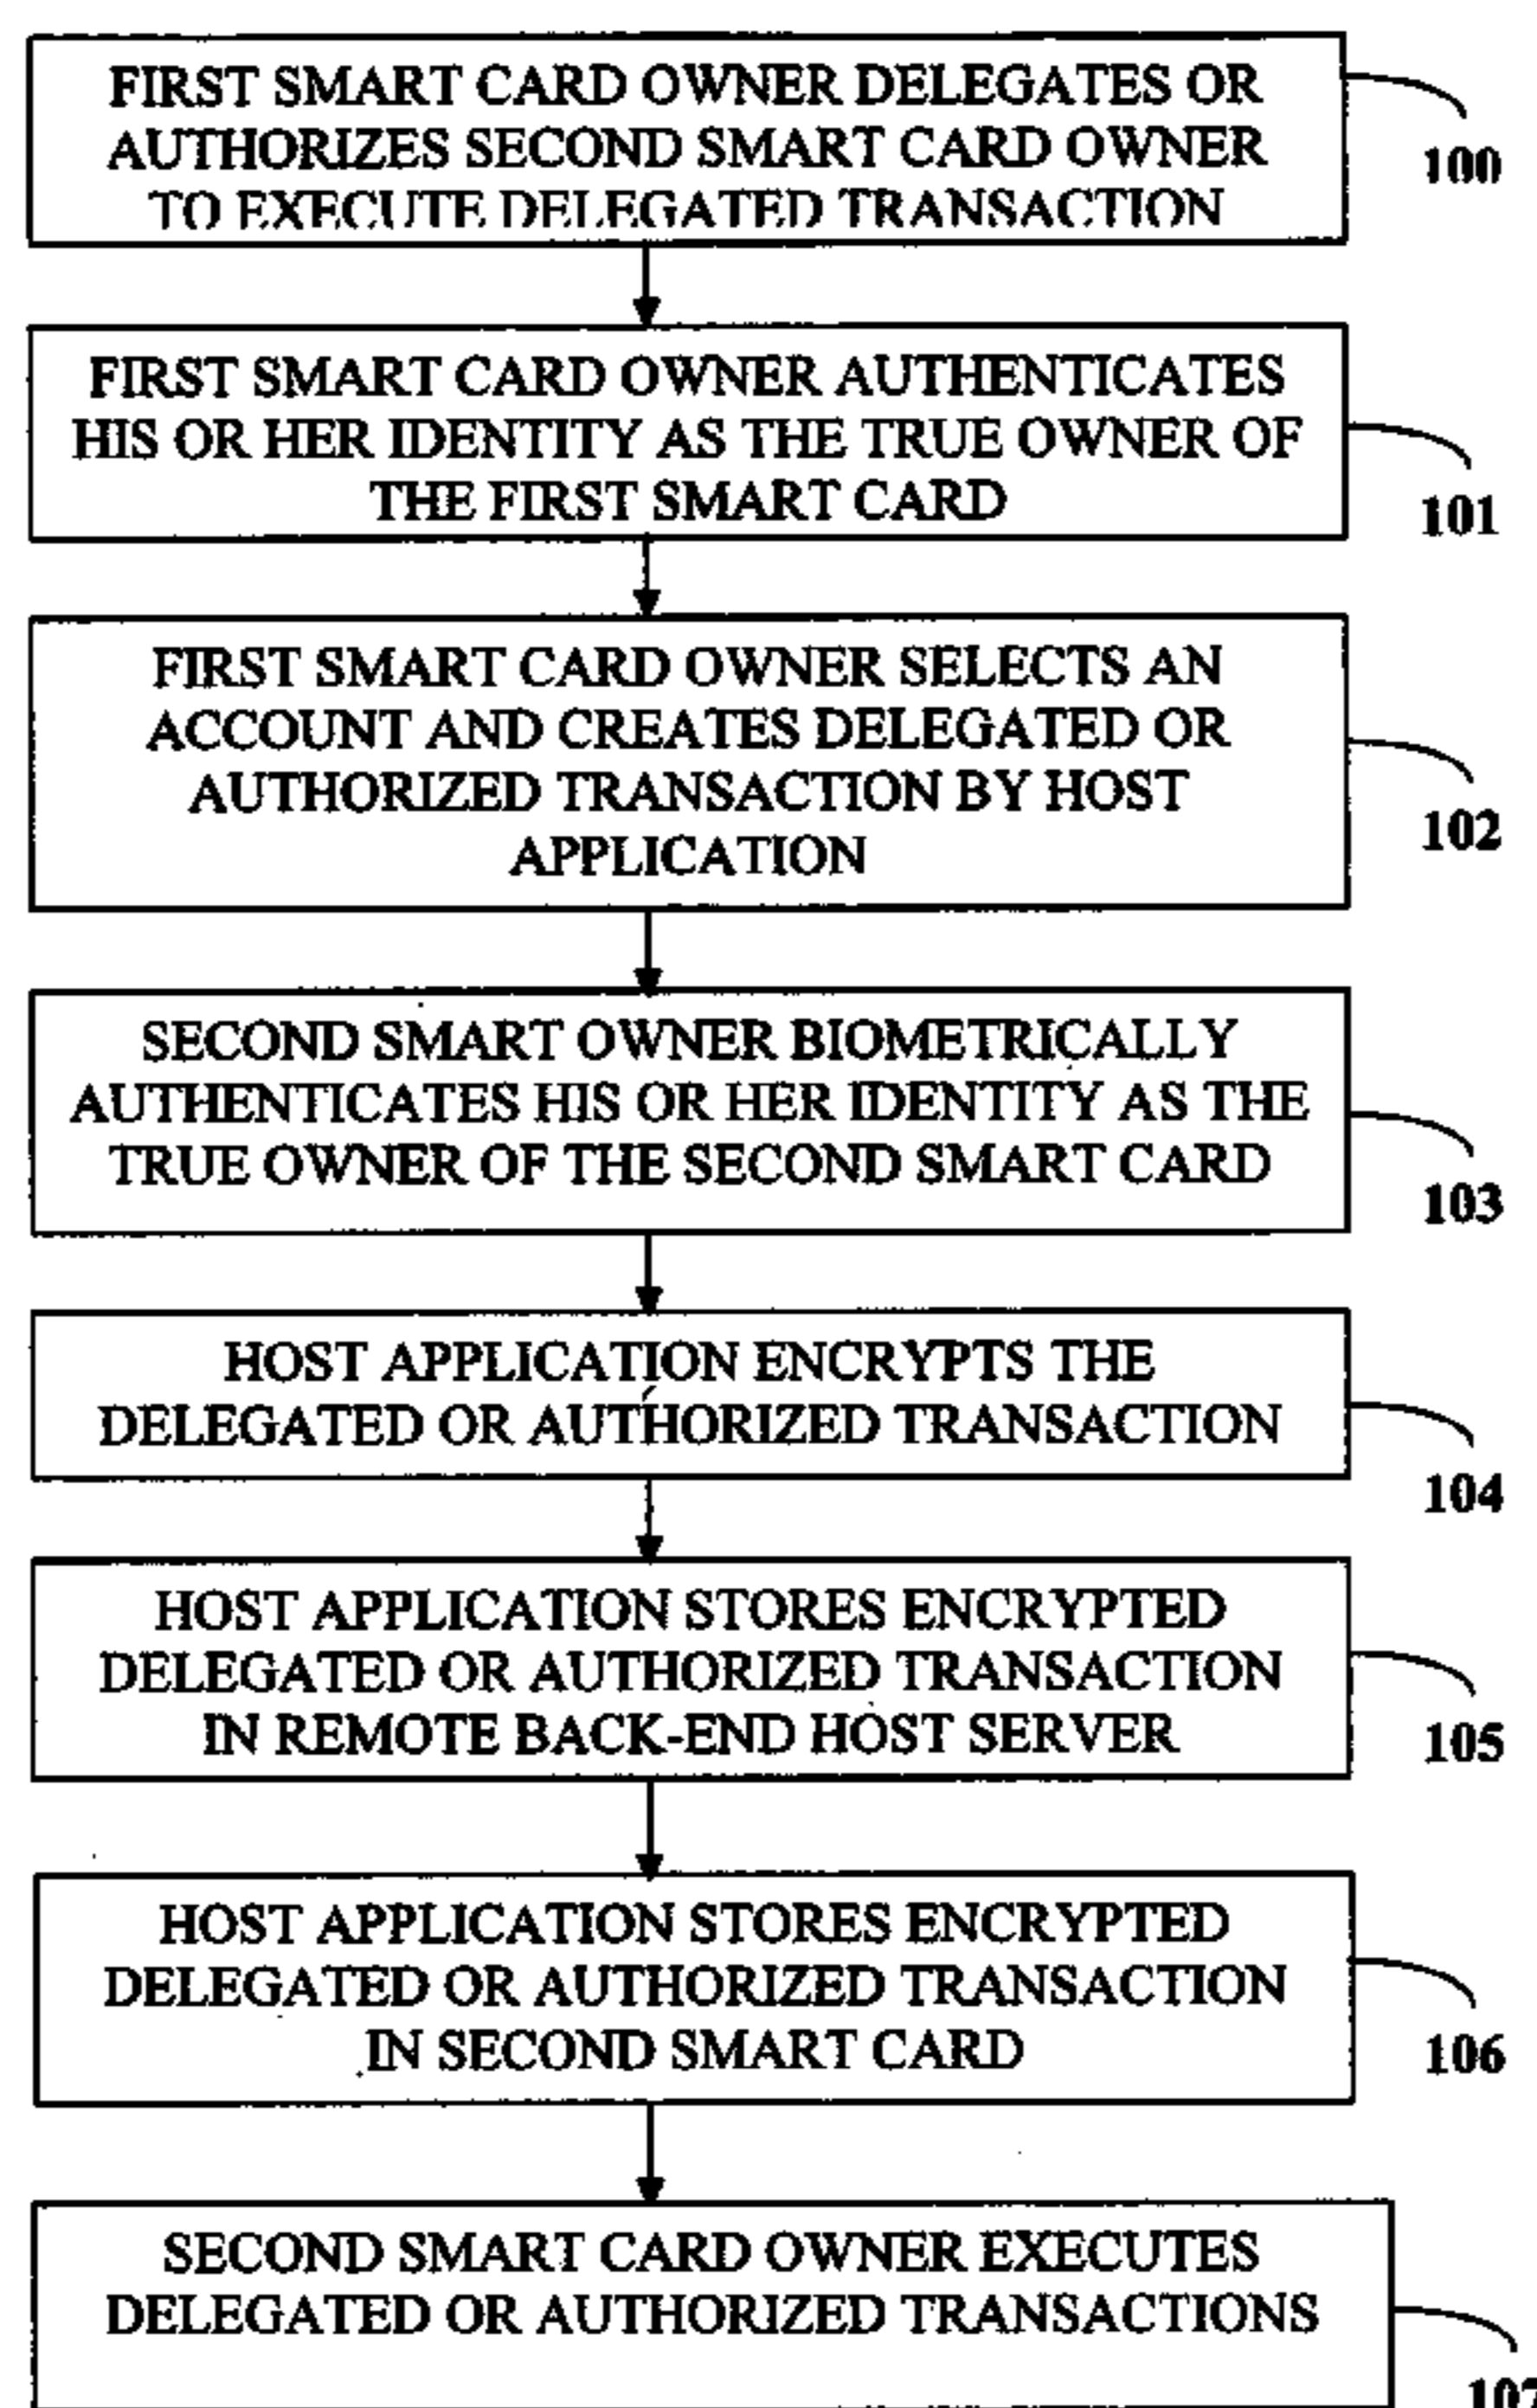 FIRST SMART CARD OWNER DELEGATES OR
AUTHORIZES SECOND SMART CARD OWNER
TO EXECUTE DELEGATED TRANSACTION
100
FIRST SMART CARD OWNER AUTHENTICATES
HIS OR HER IDENTITY AS THE TRUE OWNER OF
THE FIRST SMART CARD
101
FIRST SMART CARD OWNER SELECTS AN
ACCOUNT AND CREATES DELEGATED OR
AUTHORIZED TRANSACTION BY HOST
APPLICATION
102
SECOND SMART OWNER BIOMETRICALLY
AUTHENTICATES HIS OR HER IDENTITY AS THE
TRUE OWNER OF THE SECOND SMART CARD
103
HOST APPLICATION ENCRYPTS THE
DELEGATED OR AUTHORIZED TRANSACTION
104
HOST APPLICATION STORES ENCRYPTED
DELEGATED OR AUTHORIZED TRANSACTION
IN REMOTE BACK-END HOST SERVER
105
HOST APPLICATION STORES ENCRYPTED
DELEGATED OR AUTHORIZED TRANSACTION
IN SECOND SMART CARD
106
SECOND SMART CARD OWNER EXECUTES
DELEGATED OR AUTHORIZED TRANSACTIONS
107